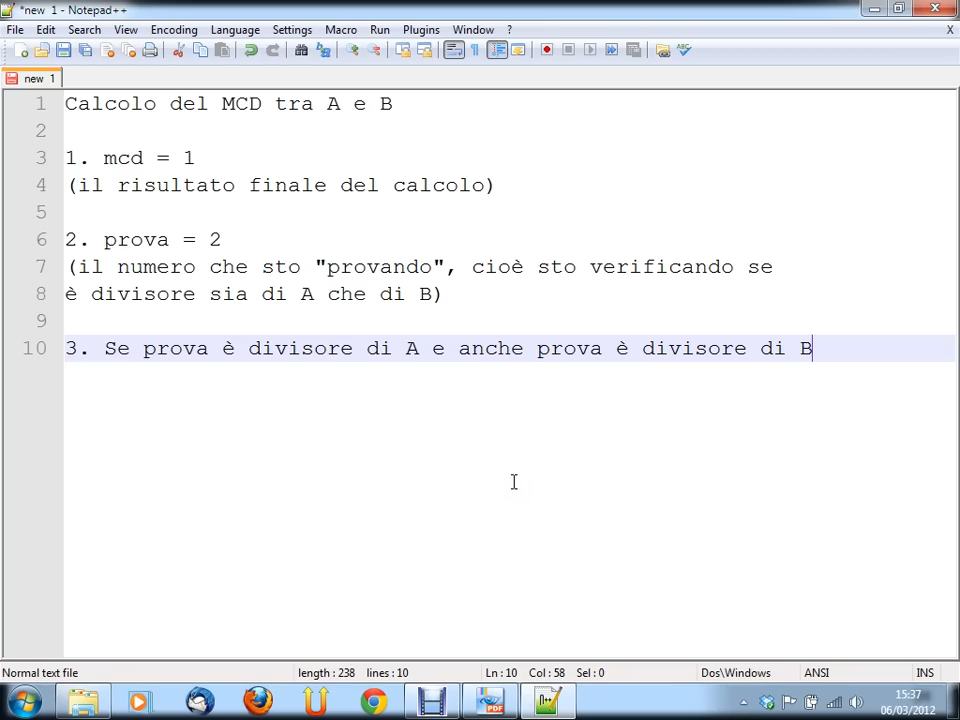 *new 1 - Notepad++
File Edit Search View Encoding Language Settings Macro Run Plugins Window ? X
new 1
1 Calcolo del MCD tra A e B
2
3 1. mcd = 1
4 (il risultato finale del calcolo)
5
6 2. prova = 2
7 (il numero che sto "provando", cioè sto verificando se
8 è divisore sia di A che di B)
9
10 3. Se prova è divisore di A e anche prova è divisore di B
Normal text file length : 238 lines : 10 Ln : 10 Col : 58 Sel : 0 Dos\Windows ANSI INS
15:37
06/03/2012